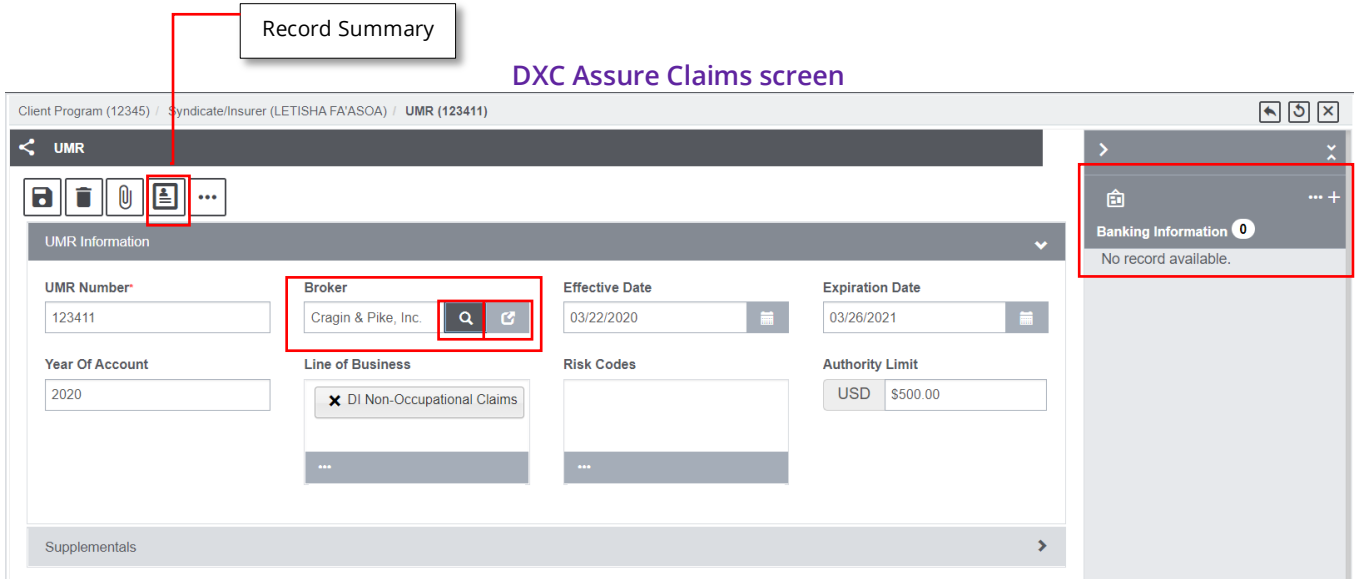 Record Summary
DXC Assure Claims screen
Client Program (12345) / Syndicate/Insurer (LETISHA FA'ASOA) / UMR (123411)
UMR
Banking Information 0
No record available.
UMR Information
UMR Number* Broker Effective Date Expiration Date
123411 Cragin & Pike, Inc. 03/22/2020 03/26/2021
Year Of Account Line of Business Risk Codes Authority Limit
2020 DI Non-Occupational Claims USD $500.00
Supplementals